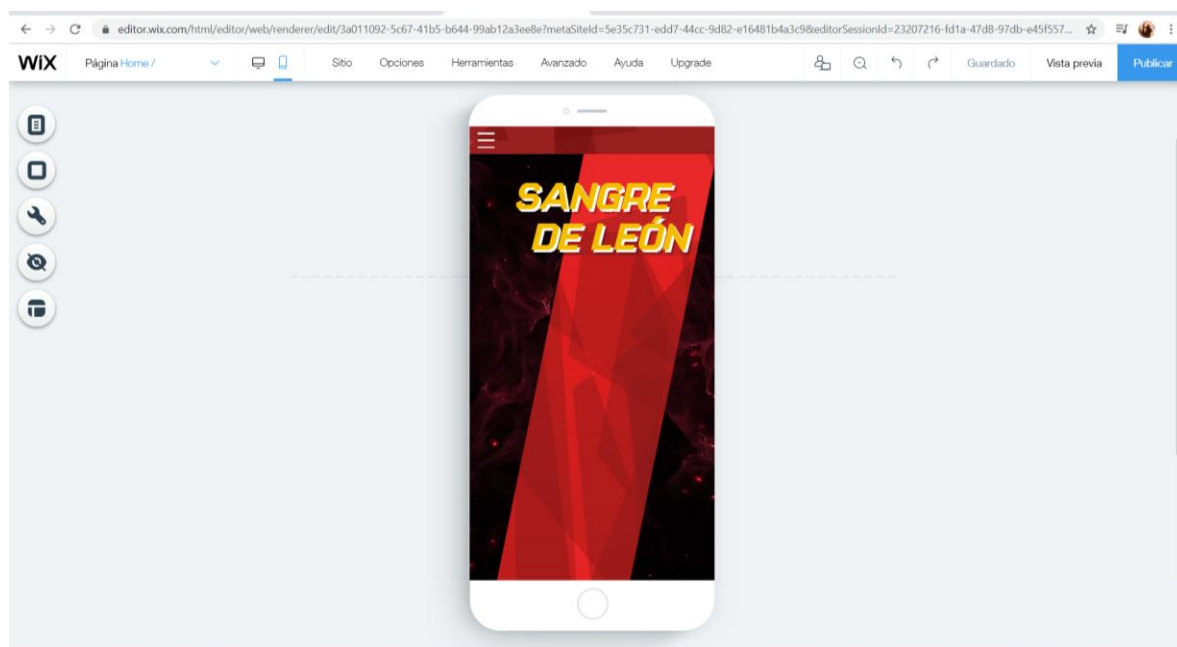 editor.wix.com/html/editor/web/renderer/edit/3a011092-5c67-41b5-b644-99ab12a3ee8e?metaSiteId=5e35c731-edd7-44cc-9d82-e16481b4a3c9&editorSessionId=23207216-fd1a-47d8-97db-e45f557...
WiX Página Home / Sitio Opciones Herramientas Avanzado Ayuda Upgrade Guardado Vista previa Publicar
SANGRE
DE LEÓN